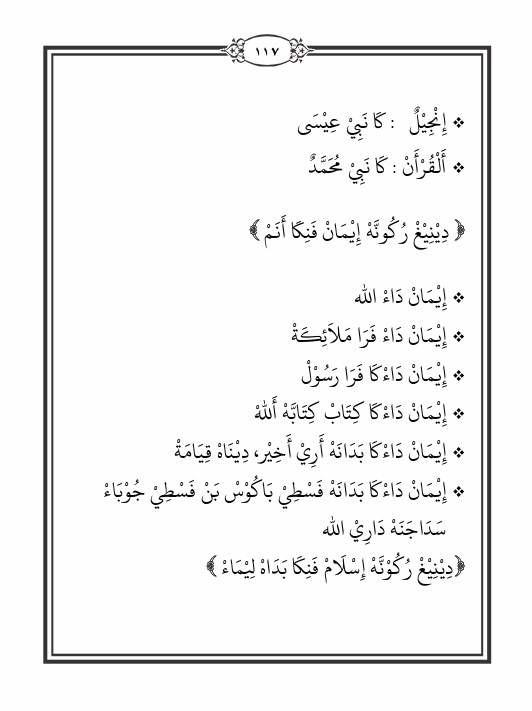 ١١٧
❖ إِنْجِيْلٌ : كَا نَبِيْ عِيْسَى
❖ أَلْقُرْأَنْ : كَا نَبِيْ مُحَمَّدٌ
﴿ دِيْنِيْغْ رُكُونَهْ إِيْمَانْ فَنِكَا أَنَمْ ﴾
❖ إِيْمَانْ دَاءْ الله
❖ إِيْمَانْ دَاءْ فَرَا مَلَائِكَةْ
❖ إِيْمَانْ دَاءْكَا فَرَا رَسُوْلْ
❖ إِيْمَانْ دَاءْكَا كِتَابْ كِتَابَّهْ أَللهْ
❖ إِيْمَانْ دَاءْكَا بَدَانَهْ أَرِيْ أَخِيْر، دِيْنَاهْ قِيَامَةْ
❖ إِيْمَانْ دَاءْكَا بَدَانَهْ فَسْطِيْ بَاكُوْسْ بَنْ فَسْطِيْ جُوْبَاءْ
سَدَاجَنَهْ دَارِيْ الله
﴿دِيْنِيْغْ رُكُوْنَّهْ إِسْلَامْ فَنِكَا بَدَاهْ لِيْمَاءْ ﴾